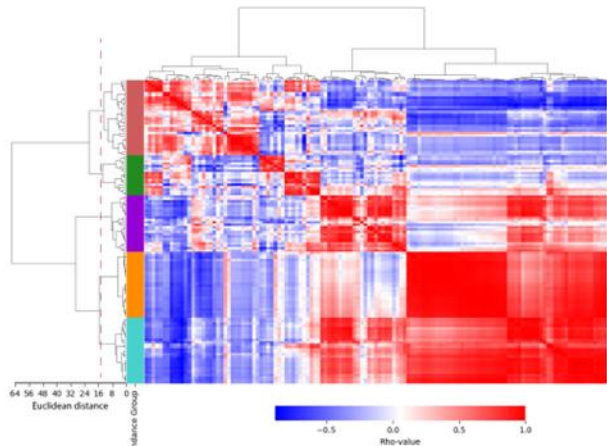 64 56 48 40 32 24 16 8 0
Euclidean distance
dance Group
−0.5 0.0 0.5 1.0
Rho-value